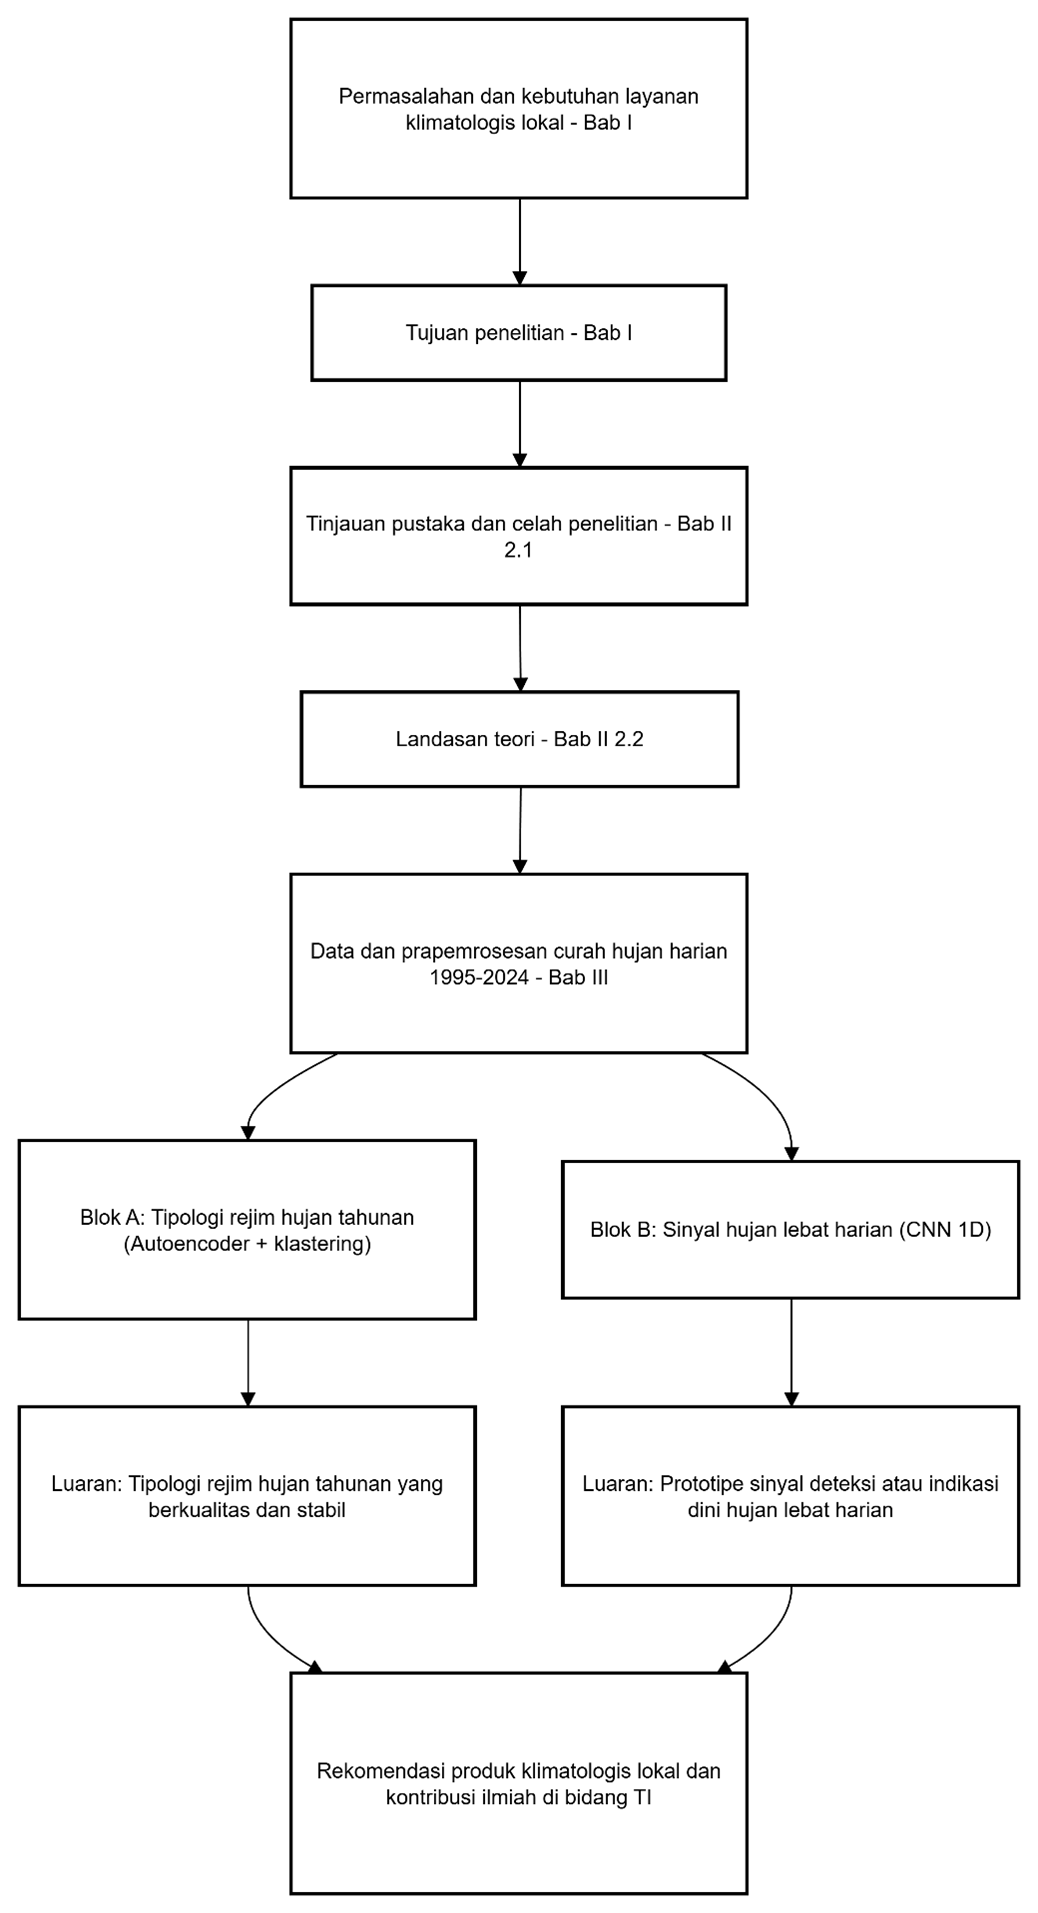 Permasalahan dan kebutuhan layanan
klimatologis lokal - Bab I
Tujuan penelitian - Bab I
Tinjauan pustaka dan celah penelitian - Bab II
2.1
Landasan teori - Bab II 2.2
Data dan prapemrosesan curah hujan harian
1995-2024 - Bab III
Blok A: Tipologi rejim hujan tahunan
(Autoencoder + klastering)
Blok B: Sinyal hujan lebat harian (CNN 1D)
Luaran: Tipologi rejim hujan tahunan yang
berkualitas dan stabil
Luaran: Prototipe sinyal deteksi atau indikasi
dini hujan lebat harian
Rekomendasi produk klimatologis lokal dan
kontribusi ilmiah di bidang TI